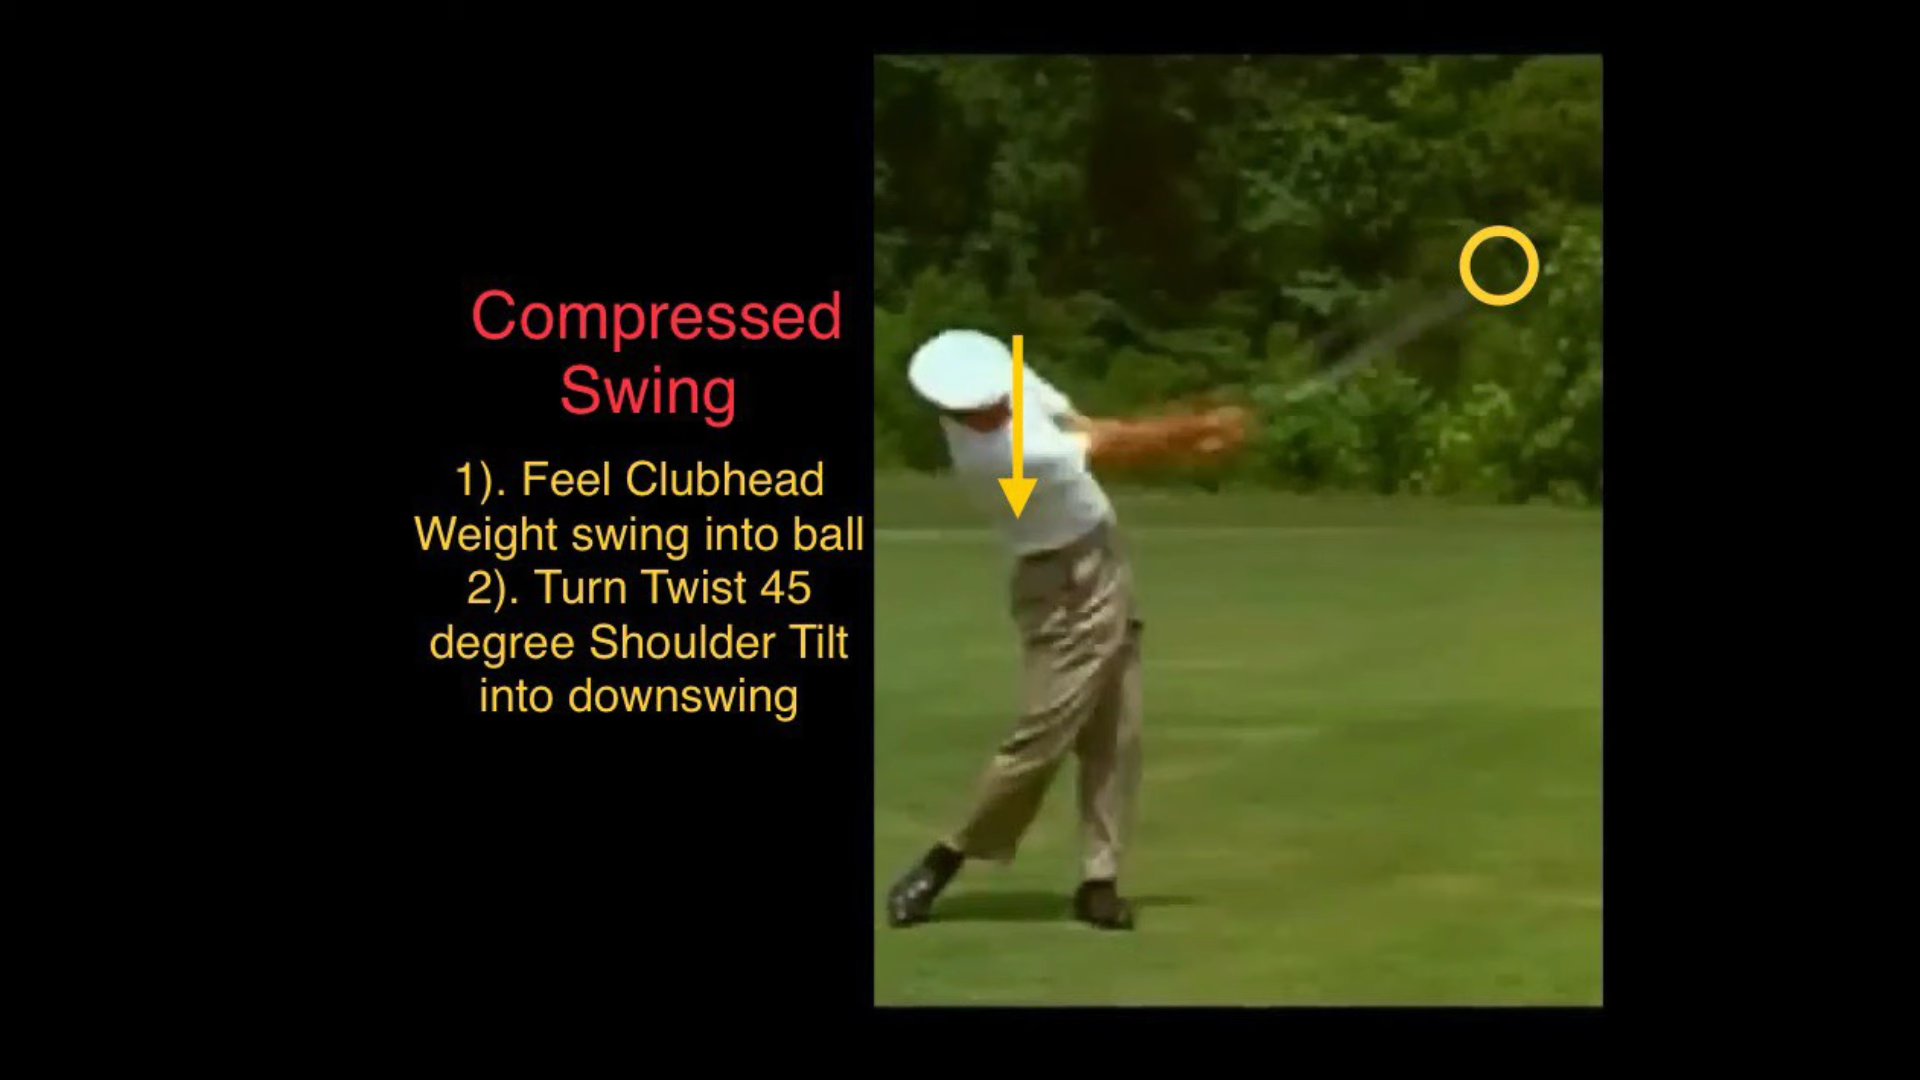 Compressed
Swing
1). Feel Clubhead
Weight swing into ball
2). Turn Twist 45
degree Shoulder Tilt
into downswing